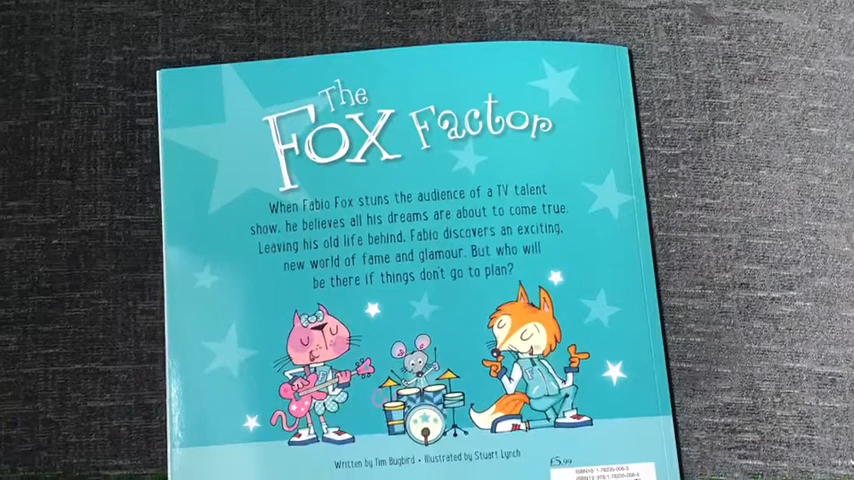 The
Fox Factor
When Fabio Fox stuns the audience of a TV talent
show, he believes all his dreams are about to come true.
Leaving his old life behind, Fabio discovers an exciting,
new world of fame and glamour. But who will
be there if things don't go to plan?
Written by Tim Bugbird • Illustrated by Stuart Lynch
£5.99